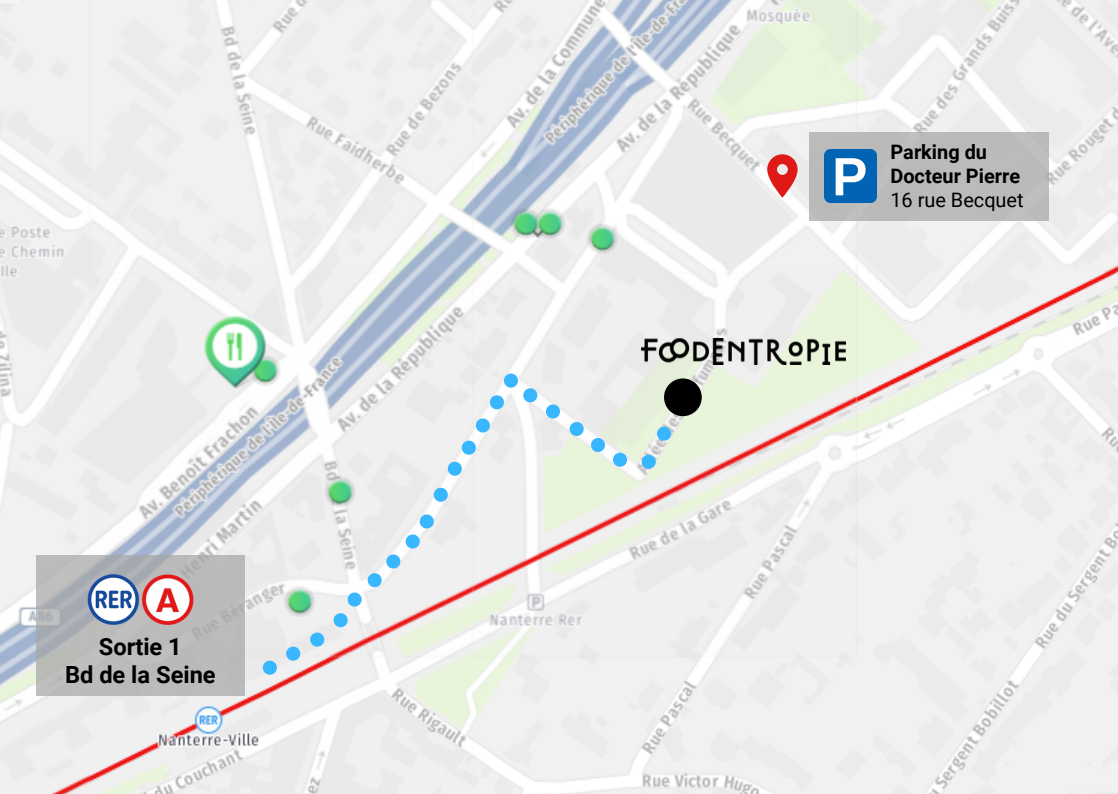 Mosquée
Bd de la Seine
Rue de Bezons
Av. de la Commune
Périphérique de l'Île-de-France
Av. de la République
Rue Becquet
Rue des Grands Buiss
Rue Rouget
Rue Faidherbe
Parking du
Docteur Pierre
P
16 rue Becquet
e Poste
e Chemin
Ile
de Zilina
Rue Pa
FOODENTROPIE
Av. de la République
Av. Benoît Frachon
Périphérique de l'Île-de-France
Henri Martin
Bd
la Seine
Rue de la Gare
Rue Pascal
Rue du Sergent Bo
A86
RER A
Rue Béranger
P
Nanterre Rer
Sortie 1
Bd de la Seine
RER
Nanterre-Ville
Rue Rigault
Rue Pascal
u Sergent Bobillot
du Couchant
ez
Rue Victor Hugo